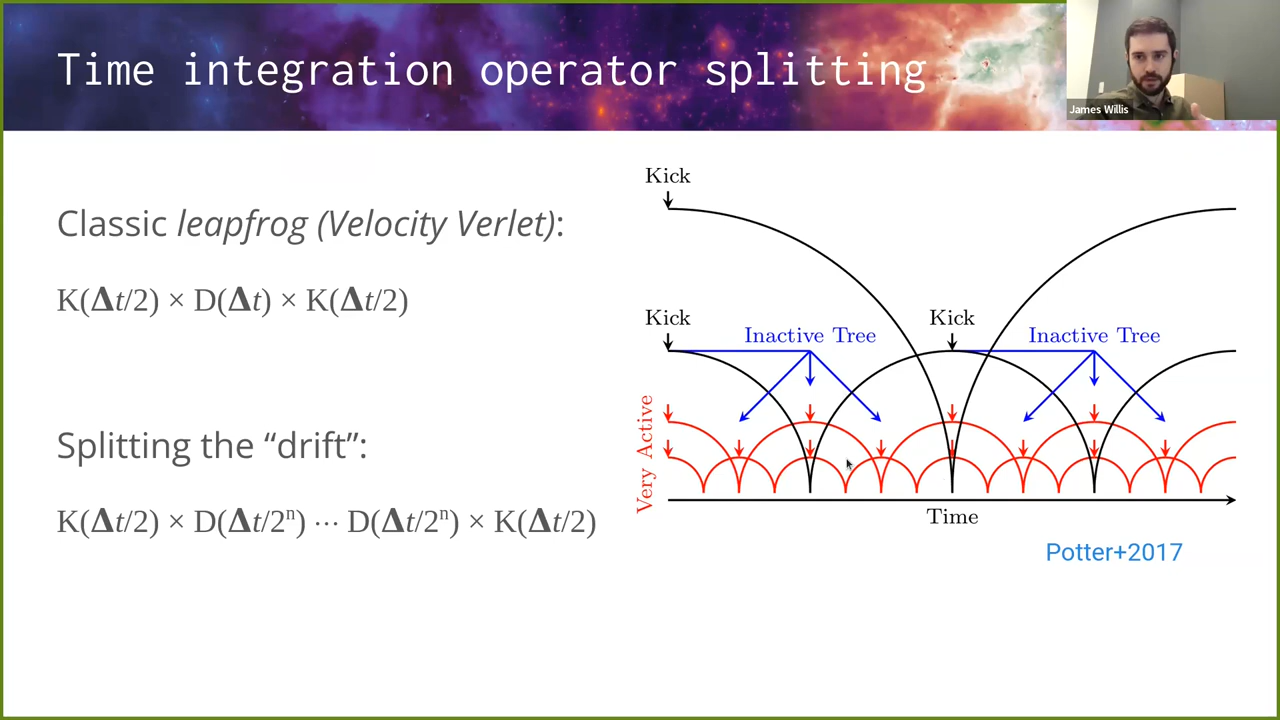 Time integration operator splitting
James Willis
Classic leapfrog (Velocity Verlet):
K(Δt/2) × D(Δt) × K(Δt/2)
Splitting the “drift”:
K(Δt/2) × D(Δt/2ⁿ) ··· D(Δt/2ⁿ) × K(Δt/2)
Kick
Kick
Kick
Inactive Tree
Inactive Tree
Very Active
Time
Potter+2017